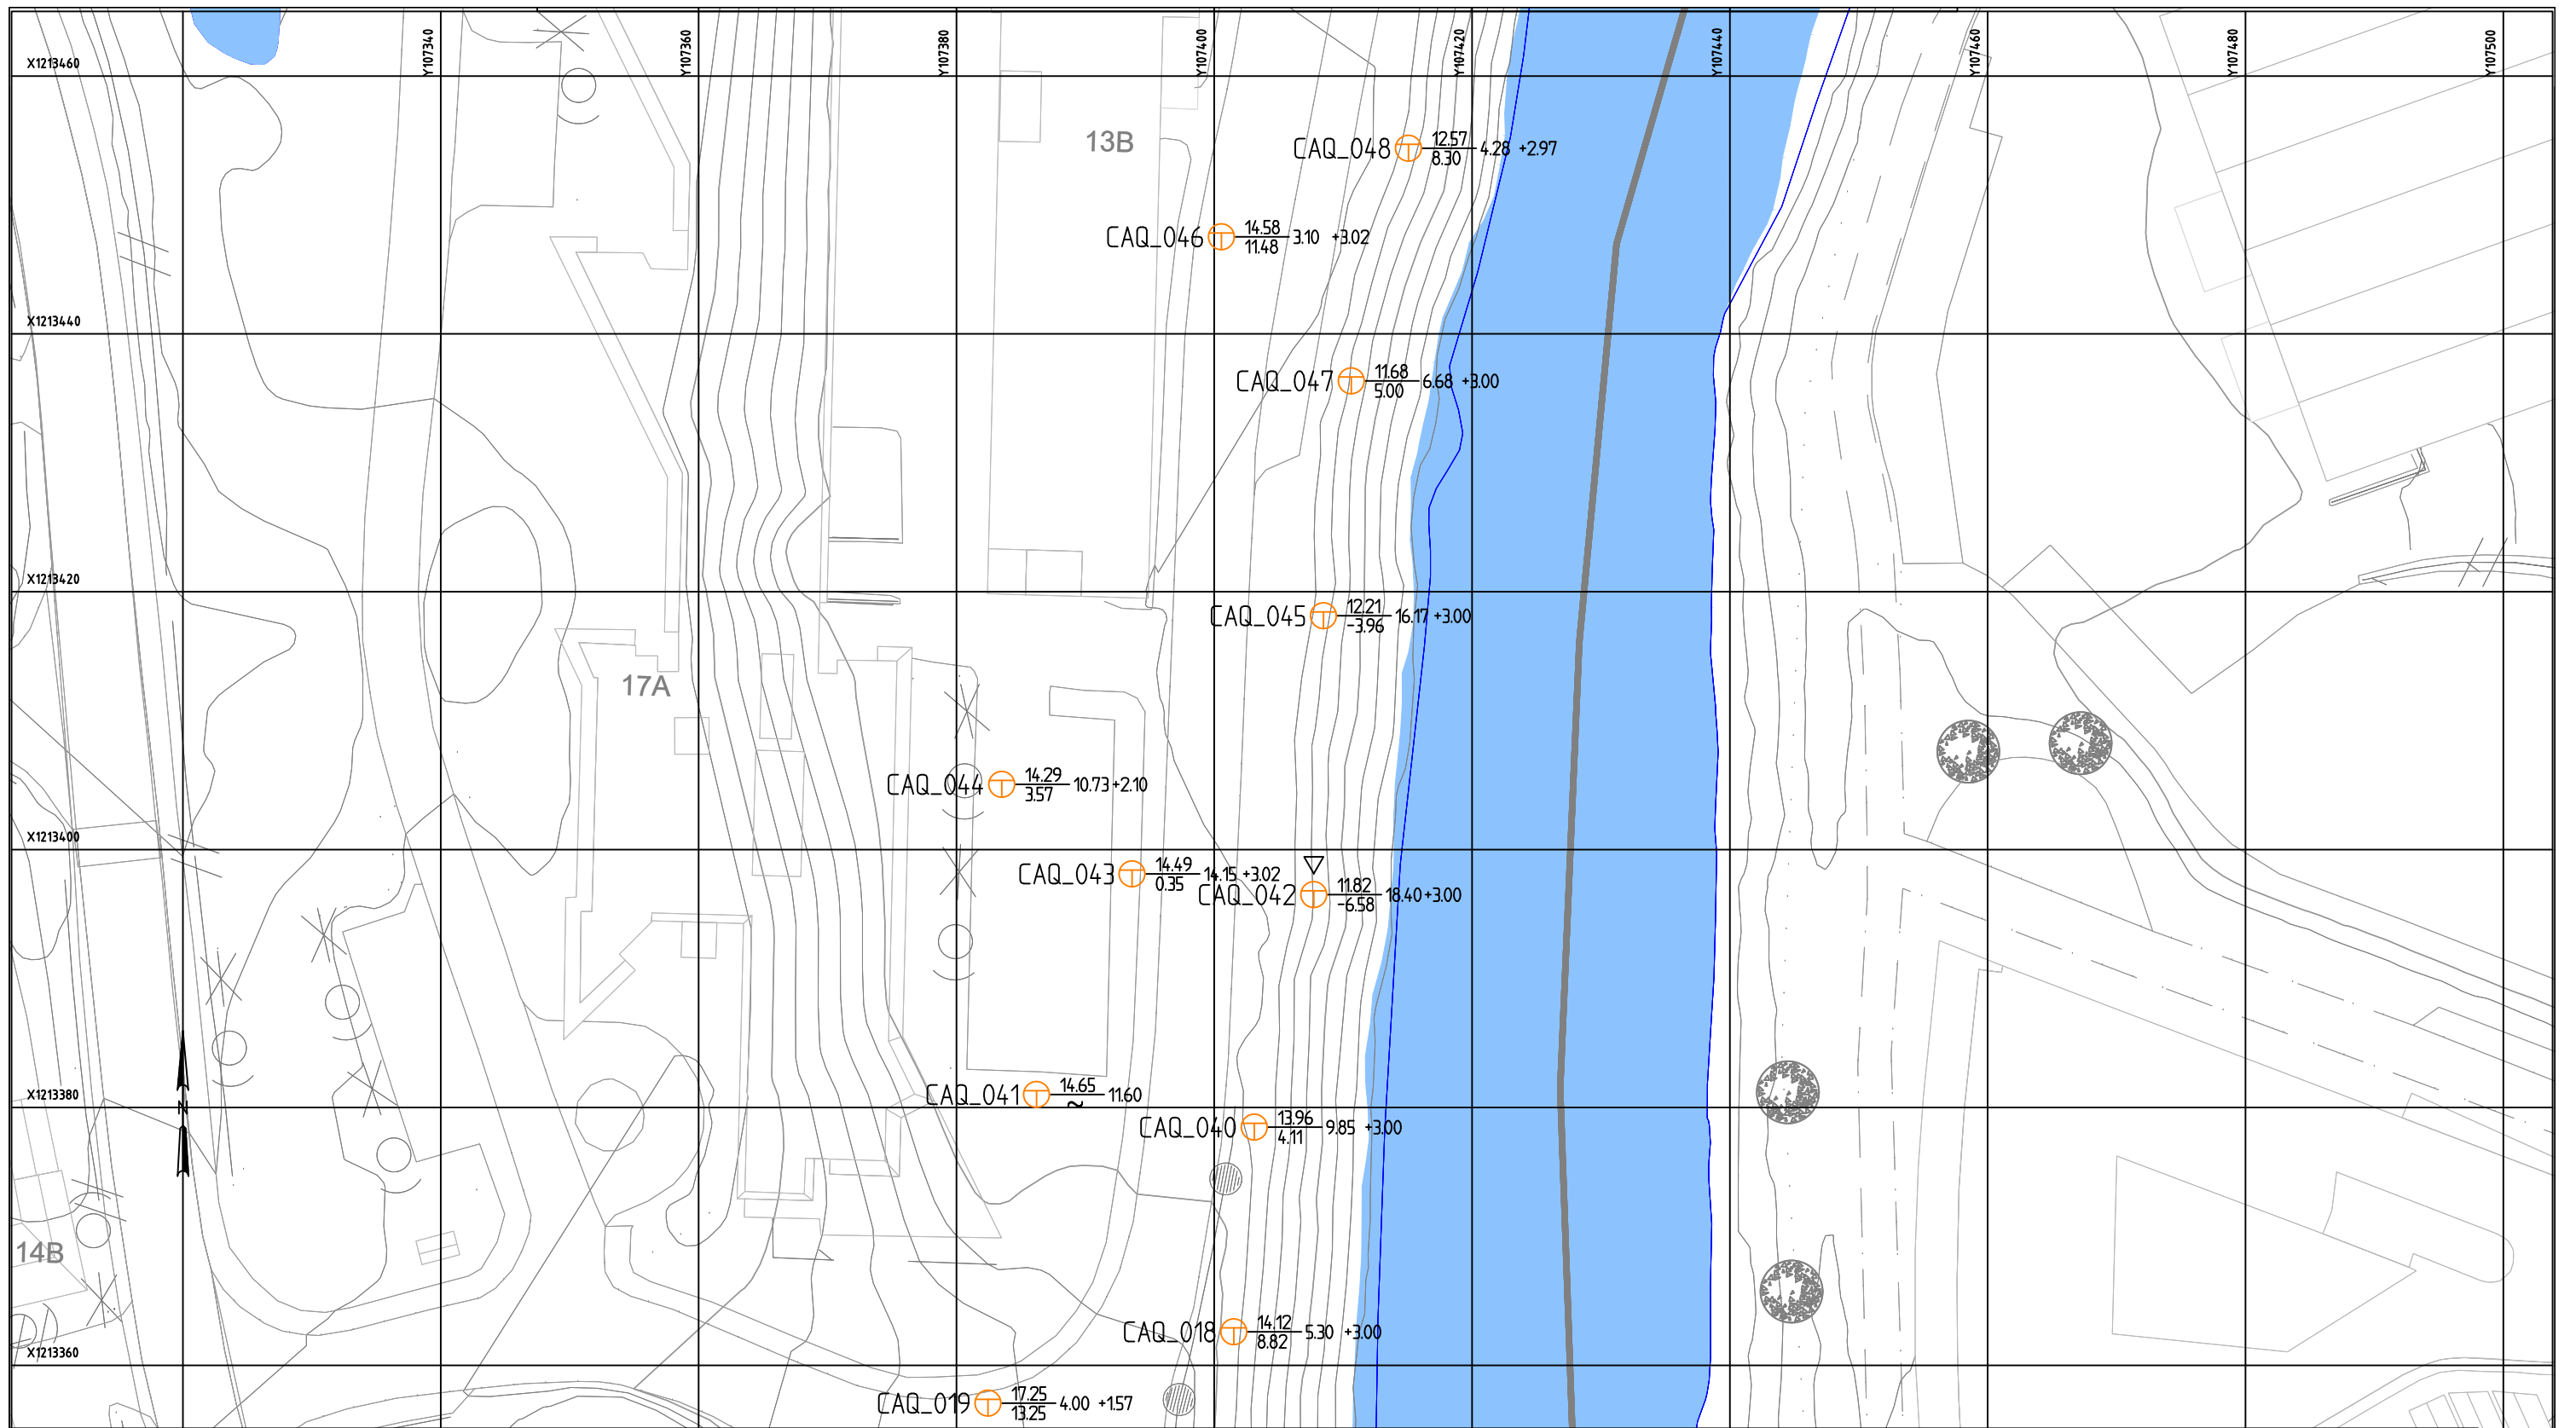 Y107340
Y107360
Y107380
Y107400
Y107420
Y107440
Y107460
Y107480
Y107500
X1213460
13B
CAQ_048 12.57 4.28 +2.97
8.30
CAQ_046 14.58 3.10 +3.02
11.48
X1213440
CAQ_047 11.68 6.68 +3.00
5.00
X1213420
CAQ_045 12.21 16.17 +3.00
-3.96
17A
CAQ_044 14.29 10.73 +2.10
3.57
X1213400
CAQ_043 14.49 14.15 +3.02
0.35
CAQ_042 11.82 18.40 +3.00
-6.58
X1213380
N
CAQ_041 14.65 11.60
~
CAQ_040 13.96 9.85 +3.00
4.11
14B
CAQ_018 14.12 5.30 +3.00
8.82
X1213360
CAQ_019 17.25 4.00 +1.57
13.25